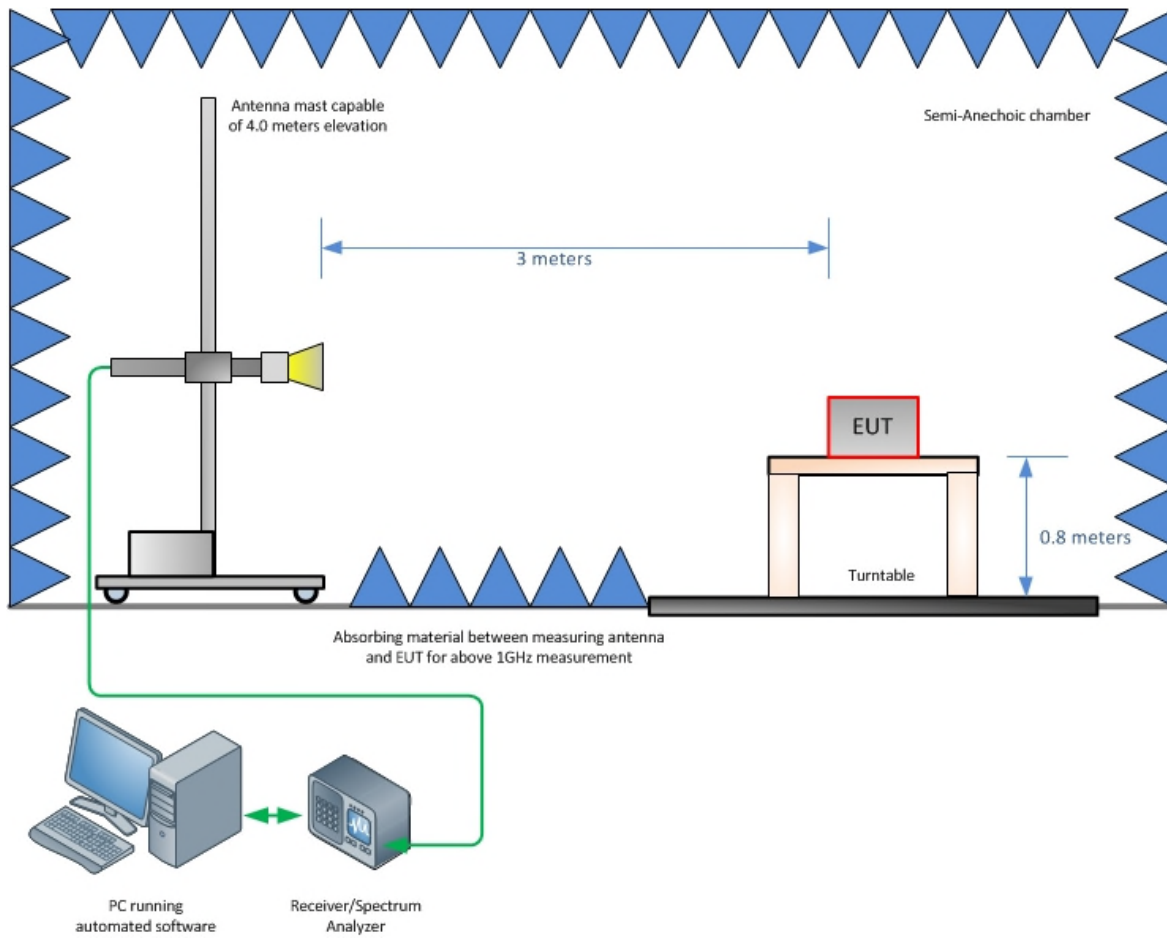 Antenna mast capable
of 4.0 meters elevation
Semi-Anechoic chamber
3 meters
EUT
0.8 meters
Turntable
Absorbing material between measuring antenna
and EUT for above 1GHz measurement
PC running
automated software
Receiver/Spectrum
Analyzer